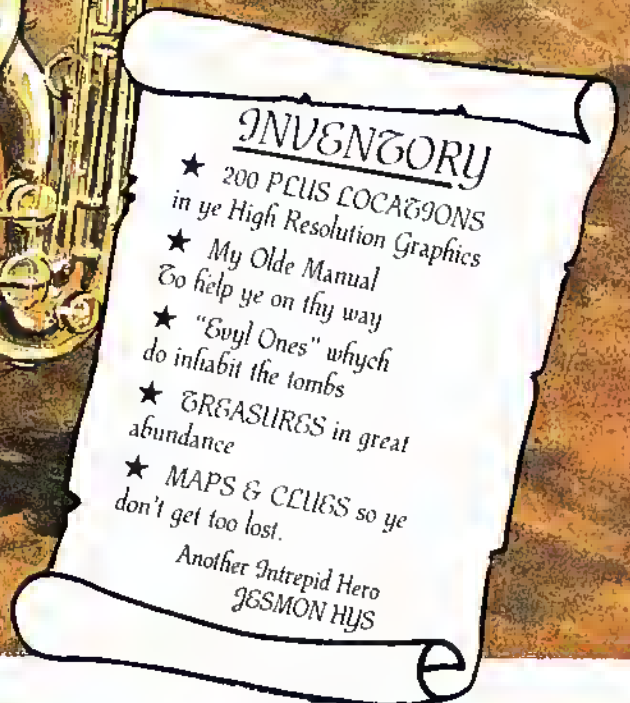 INVENTORY
★ 200 PLUS LOCATIONS
in ye High Resolution Graphics
★ My Olde Manual
To help ye on thy way
★ "Evyl Ones" whych
do inhabit the tombs
★ TREASURES in great
abundance
★ MAPS & CLUES so ye
don't get too lost.
Another Intrepid Hero
JESMON HYS